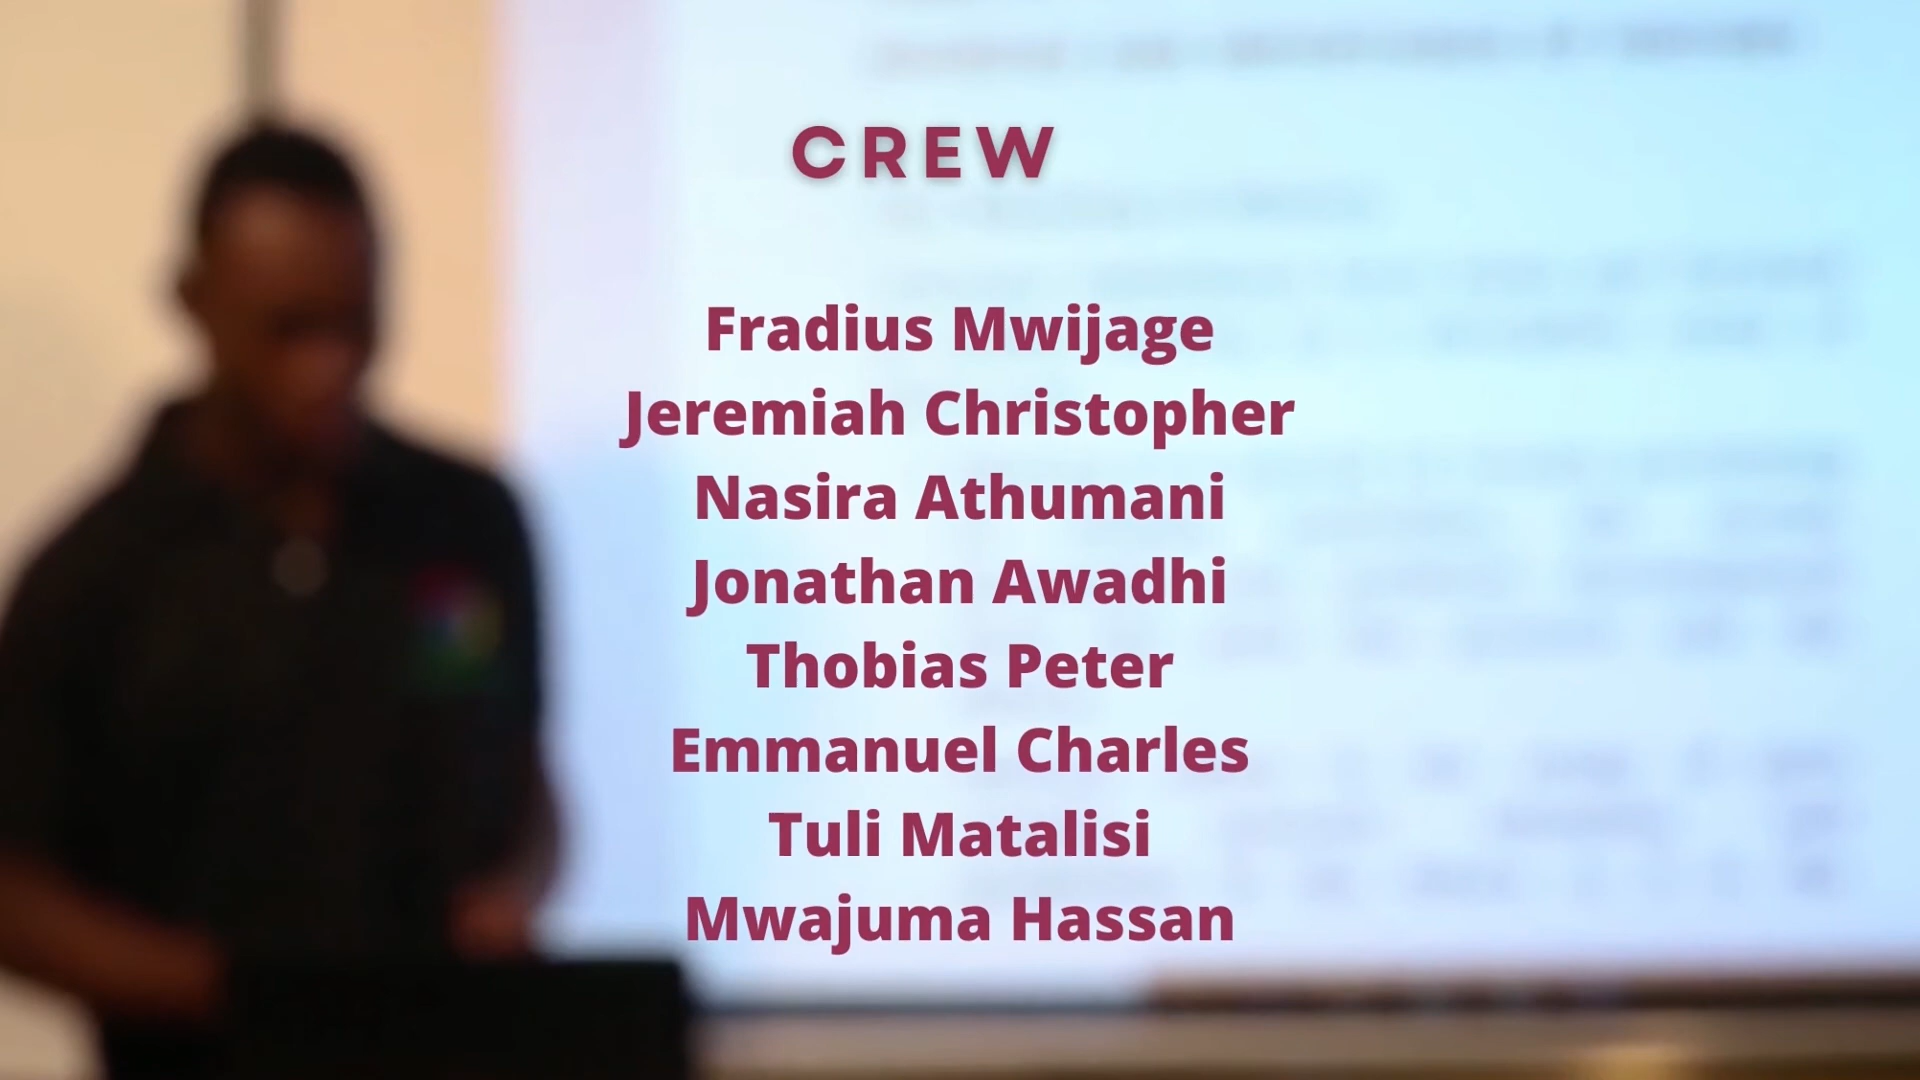 CREW
Fradius Mwijage
Jeremiah Christopher
Nasira Athumani
Jonathan Awadhi
Thobias Peter
Emmanuel Charles
Tuli Matalisi
Mwajuma Hassan